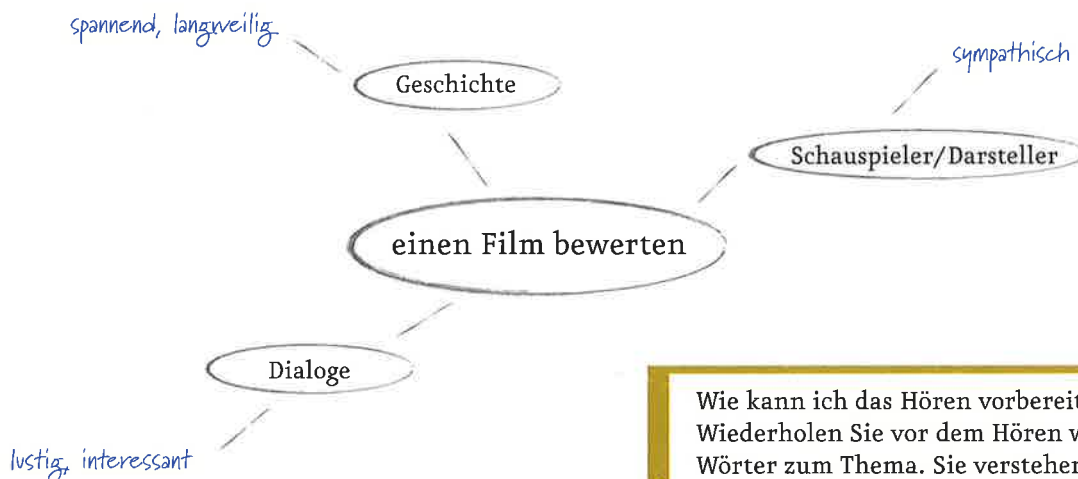 spannend, langweilig
Geschichte
sympathisch
Schauspieler/Darsteller
einen Film bewerten
Dialoge
lustig, interessant
Wie kann ich das Hören
Wiederholen Sie vor dem Hören
Wörter zum Thema. Sie verstehen